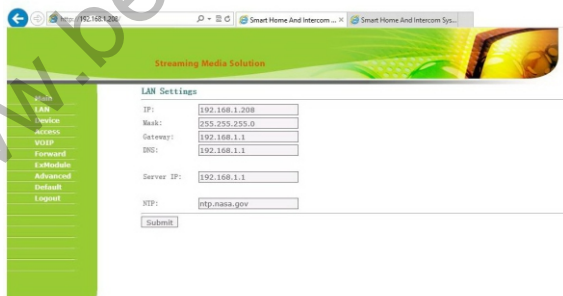 http://192.168.1.208/
Smart Home And Intercom ...
Smart Home And Intercom Sys...
Streaming Media Solution
Main
LAN
Device
Access
VOIP
Forward
ExModule
Advanced
Default
Logout
LAN Settings
IP: 192.168.1.208
Mask: 255.255.255.0
Gateway: 192.168.1.1
DNS: 192.168.1.1
Server IP: 192.168.1.1
NTP: ntp.nasa.gov
Submit